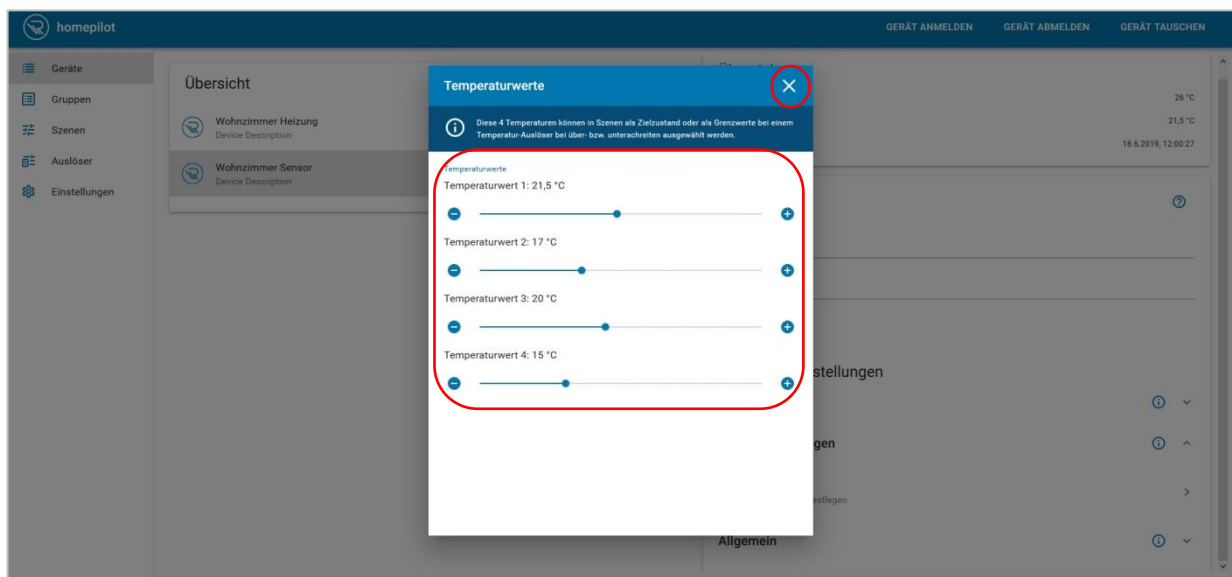 homepilot
GERÄT ANMELDEN
GERÄT ABMELDEN
GERÄT TAUSCHEN
Geräte
Gruppen
Szenen
Auslöser
Einstellungen
Übersicht
Wohnzimmer Heizung
Device Description
Wohnzimmer Sensor
Device Description
Temperaturwerte
Diese 4 Temperaturen können in Szenen als Zielzustand oder als Grenzwerte bei einem
Temperatur-Auslöser bei über- bzw. unterschreiten ausgewählt werden.
Temperaturwerte
Temperaturwert 1: 21,5 °C
Temperaturwert 2: 17 °C
Temperaturwert 3: 20 °C
Temperaturwert 4: 15 °C
26 °C
21,5 °C
18.6.2019, 12:00:27
stellungen
gen
Allgemein